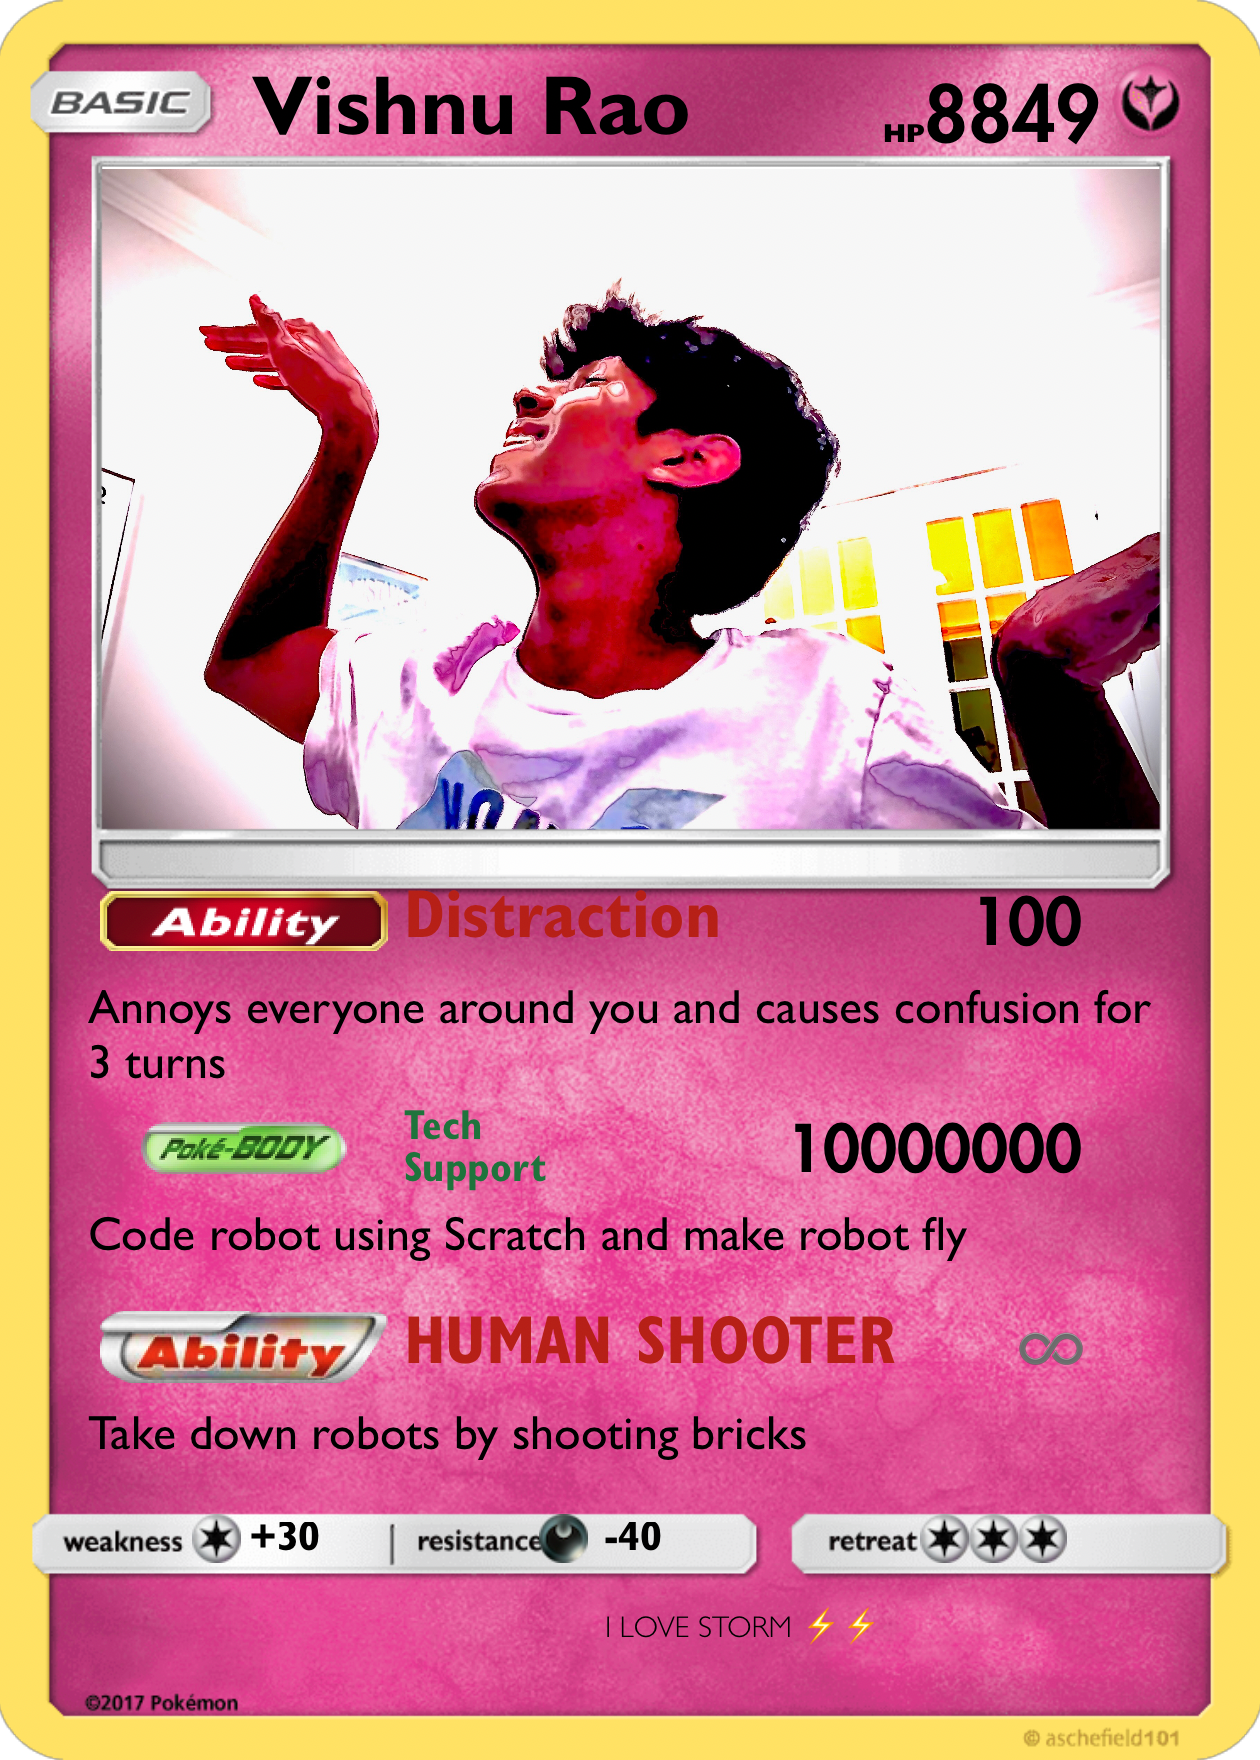 BASIC Vishnu Rao HP 8849
Ability Distraction 100
Annoys everyone around you and causes confusion for
3 turns
Poké-BODY Tech
Support 10000000
Code robot using Scratch and make robot fly
Ability HUMAN SHOOTER ∞
Take down robots by shooting bricks
weakness +30 | resistance -40 retreat
I LOVE STORM ⚡⚡
©2017 Pokémon
© aschefield101